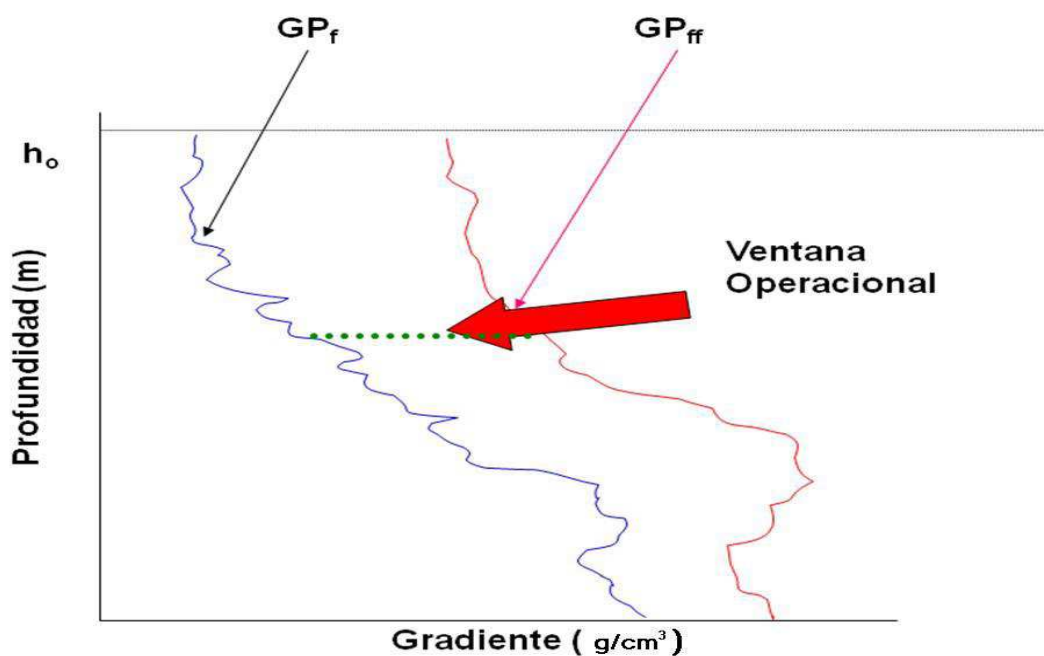 GPf
GPff
ho
Ventana
Operacional
Profundidad (m)
Gradiente ( g/cm³)